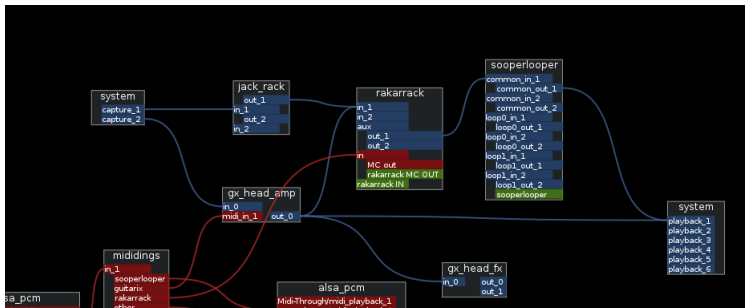 system
capture_1
capture_2
jack_rack
out_1
in_1
out_2
in_2
rakarrack
in_1
in_2
aux
out_1
out_2
in
MC out
rakarrack MC OUT
rakarrack IN
sooperlooper
common_in_1
common_out_1
common_in_2
common_out_2
loop0_in_1
loop0_out_1
loop0_in_2
loop0_out_2
loop1_in_1
loop1_out_1
loop1_in_2
loop1_out_2
sooperlooper
gx_head_amp
in_0
midi_in_1 out_0
system
playback_1
playback_2
playback_3
playback_4
playback_5
playback_6
mididings
in_1
sooperlooper
guitarix
rakarrack
other
gx_head_fx
in_0 out_0
out_1
alsa_pcm
Midi-Through/midi_playback_1
sa_pcm